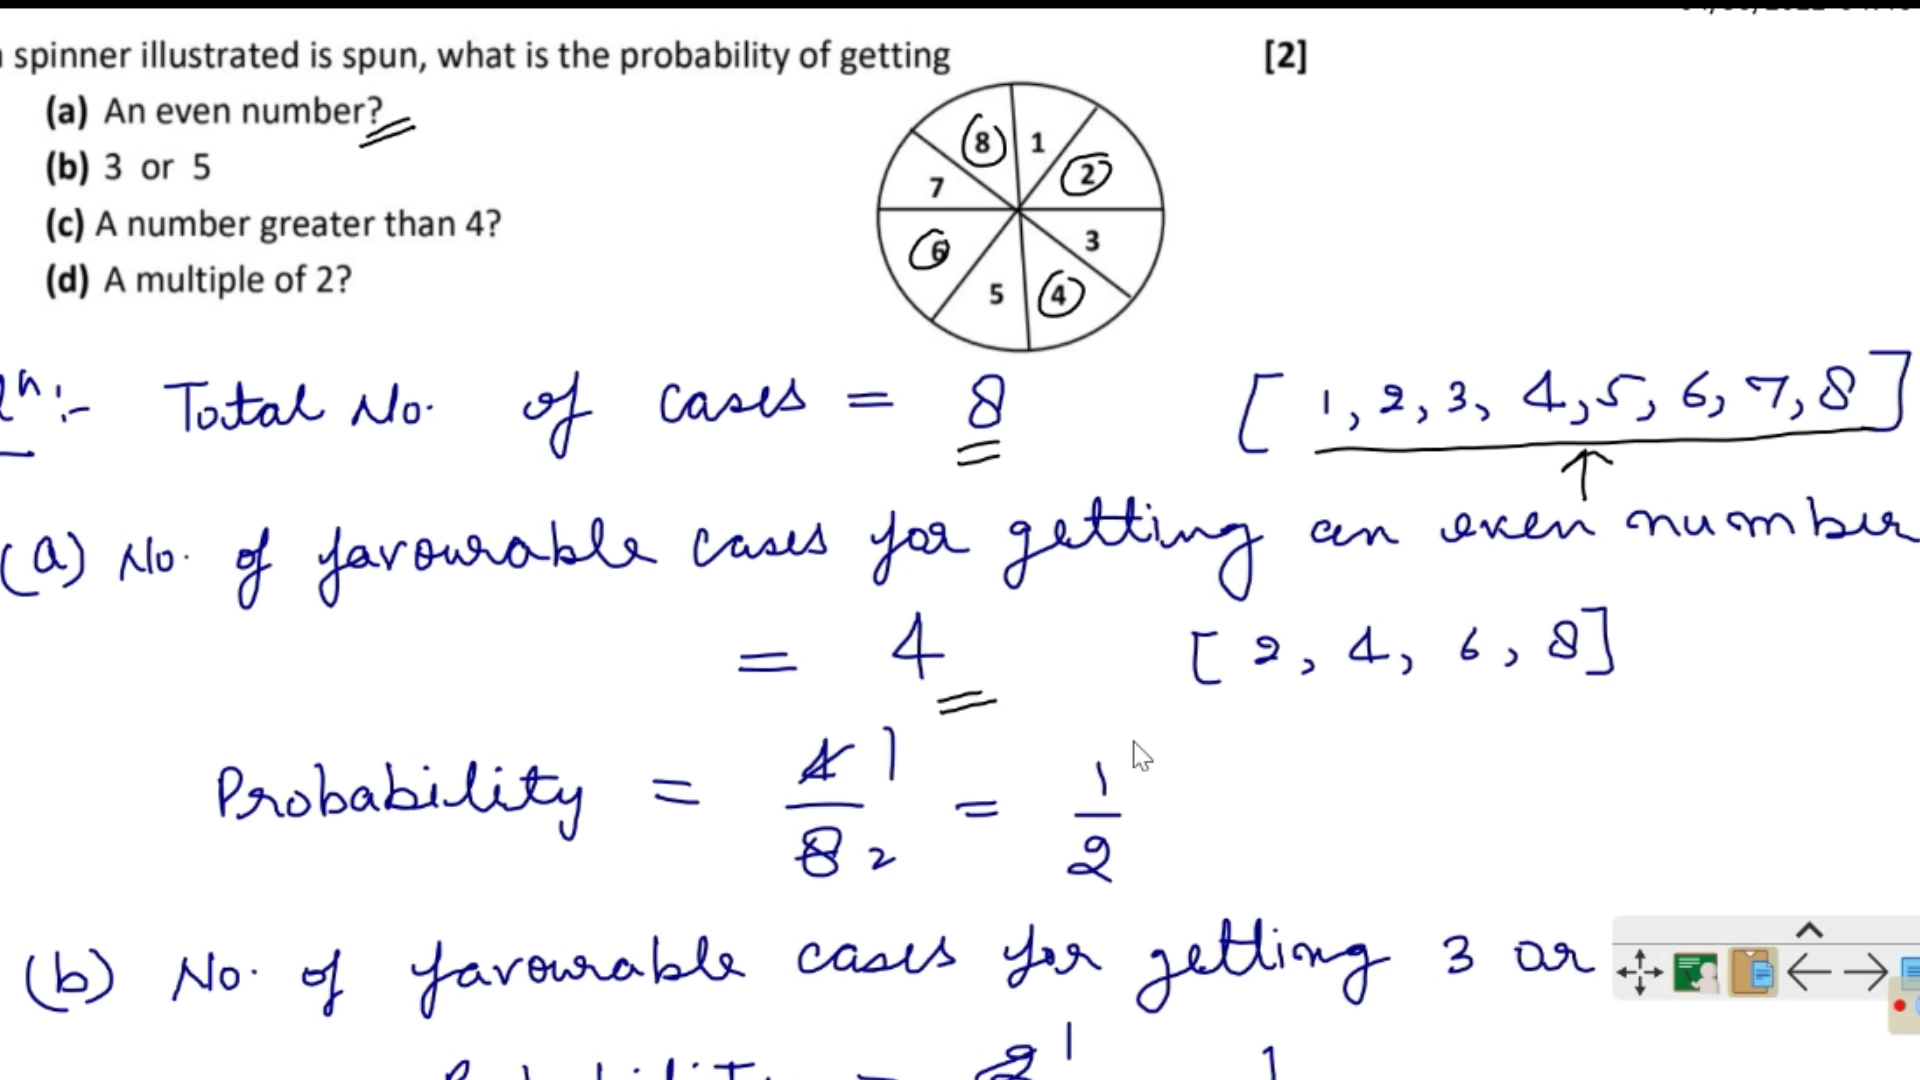 spinner illustrated is spun, what is the probability of getting [2]
(a) An even number?
(b) 3 or 5
(c) A number greater than 4?
(d) A multiple of 2?
8 1
7 2
6 3
5 4
:- Total No. of cases = 8 [1, 2, 3, 4, 5, 6, 7, 8]
(a) No. of favourable cases for getting an even number
= 4 [2, 4, 6, 8]
Probability = 4 1 / 8 2 = 1/2
(b) No. of favourable cases for getting 3 or